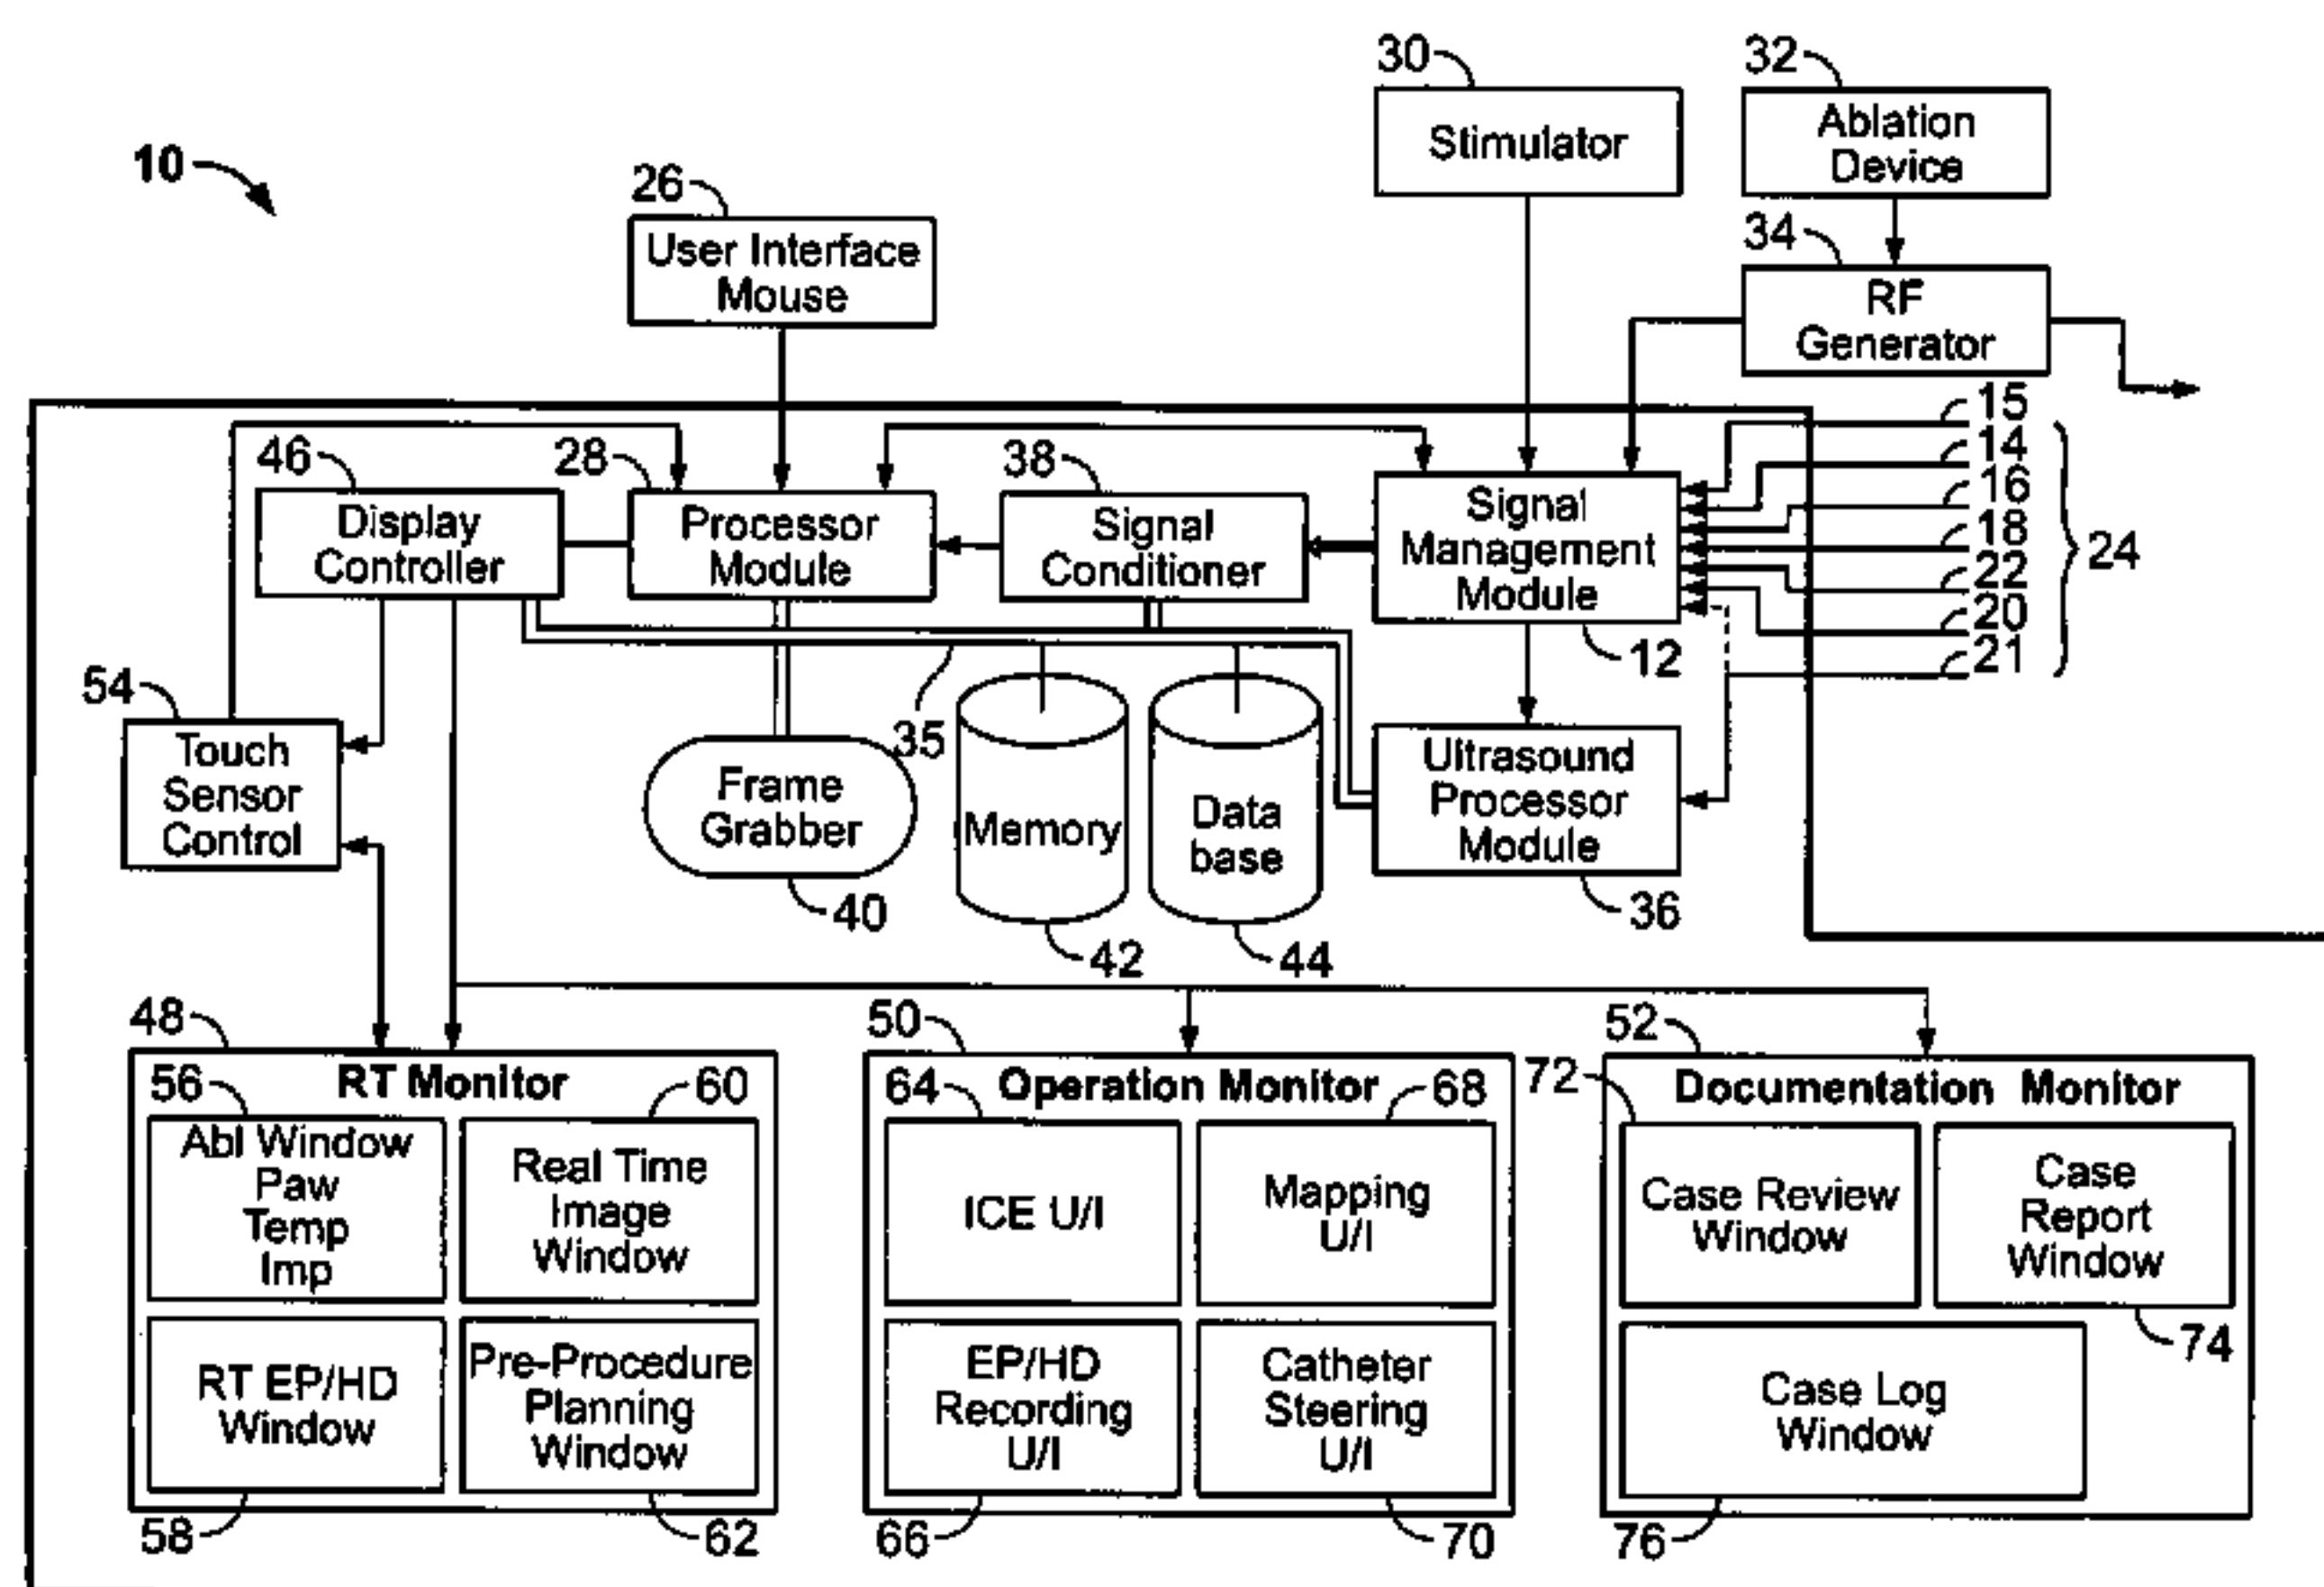 30
32
Stimulator
Ablation
Device
10
26
User Interface
Mouse
34
RF
Generator
15
14
16
18
22
20
21
24
46
Display
Controller
28
Processor
Module
38
Signal
Conditioner
Signal
Management
Module
12
54
Touch
Sensor
Control
35
Frame
Grabber
40
Memory
42
Data
base
44
Ultrasound
Processor
Module
36
48
RT Monitor
56
Abl Window
Paw
Temp
Imp
60
Real Time
Image
Window
RT EP/HD
Window
58
Pre-Procedure
Planning
Window
62
50
Operation Monitor
64
ICE U/I
68
Mapping
U/I
EP/HD
Recording
U/I
66
Catheter
Steering
U/I
70
52
Documentation Monitor
72
Case Review
Window
Case
Report
Window
74
Case Log
Window
76